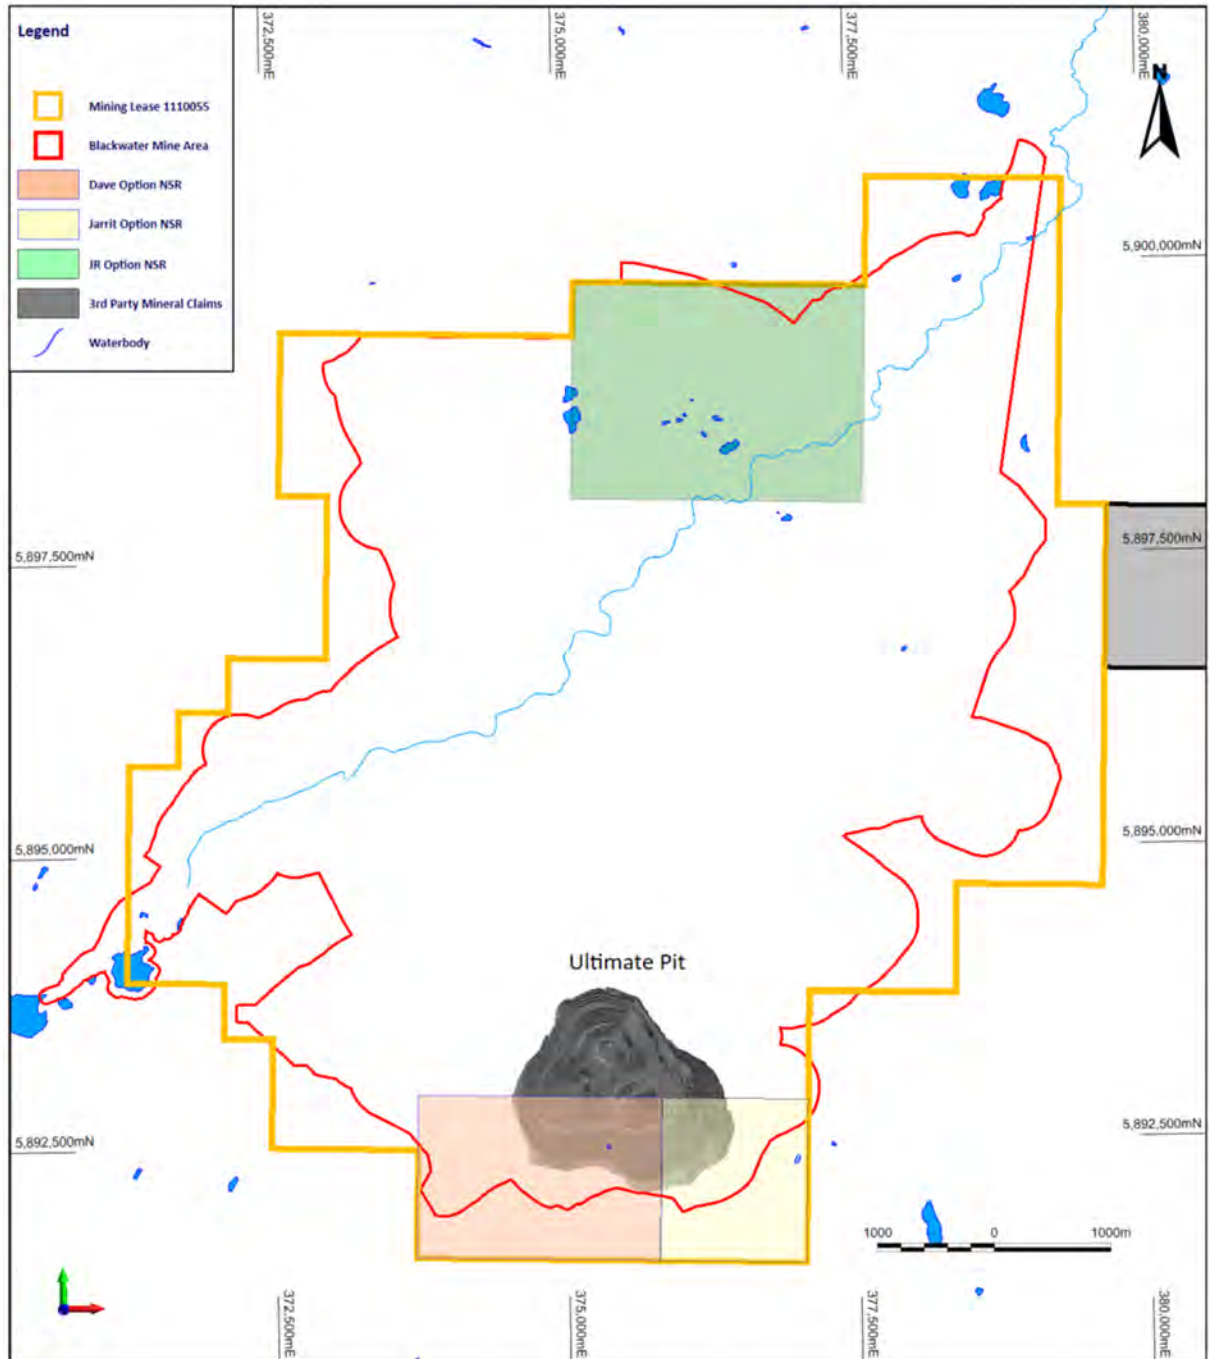 Legend
Mining Lease 1110055
Blackwater Mine Area
Dave Option NSR
Jarrit Option NSR
JR Option NSR
3rd Party Mineral Claims
Waterbody
372,500mE
375,000mE
377,500mE
380,000mE
N
5,900,000mN
5,897,500mN
5,897,500mN
5,895,000mN
5,895,000mN
Ultimate Pit
5,892,500mN
5,892,500mN
1000 0 1000m
372,500mE
375,000mE
377,500mE
380,000mE